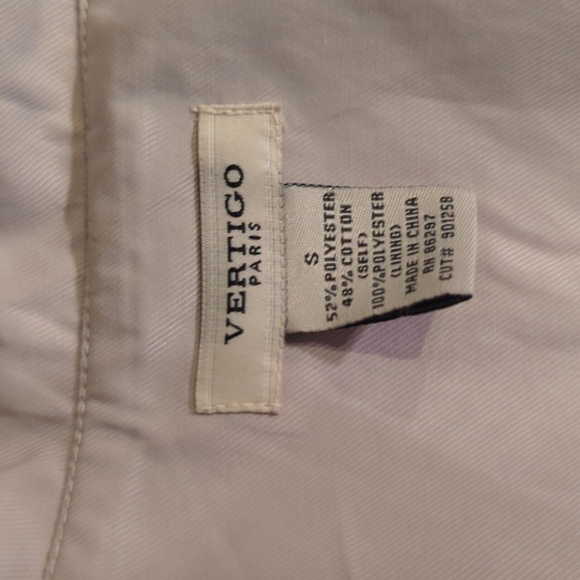 VERTIGO
PARIS
S
52% POLYESTER
48% COTTON
(SELF)
100% POLYESTER
(LINING)
MADE IN CHINA
RN 86297
CUT# 901258